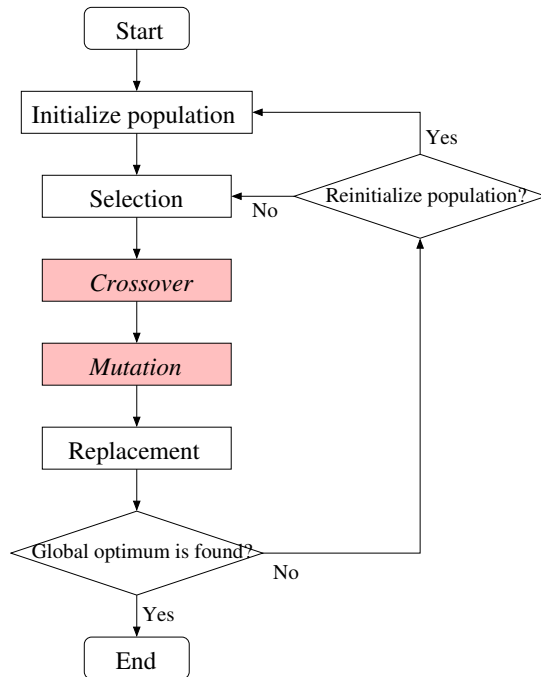 Start
Initialize population
Yes
Selection
Reinitialize population?
No
Crossover
Mutation
Replacement
Global optimum is found?
No
Yes
End